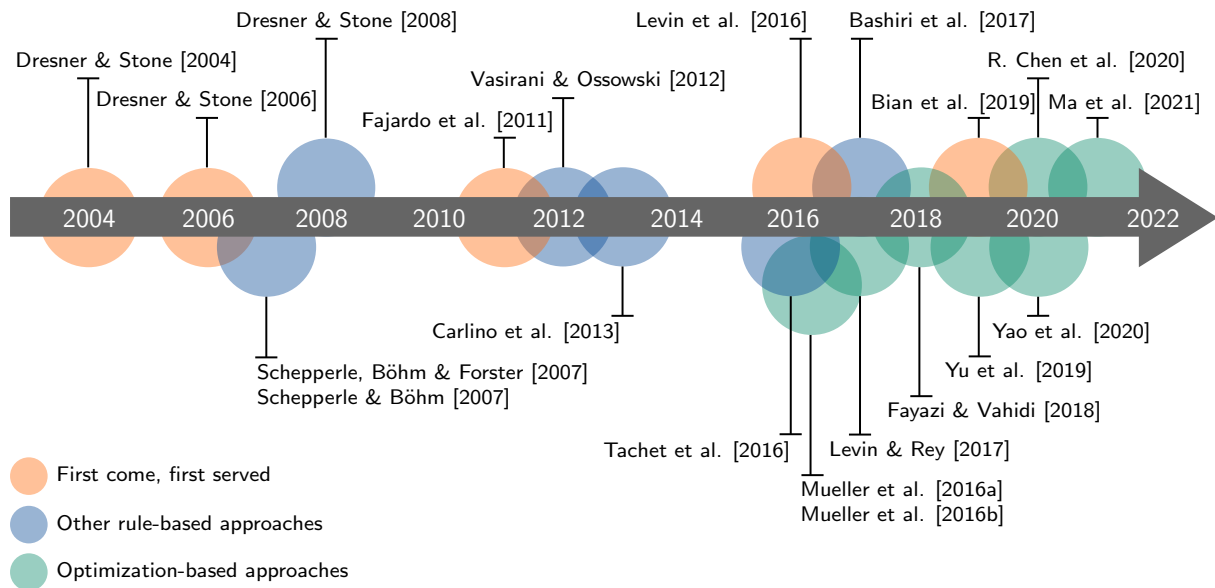 Dresner & Stone [2008]
Levin et al. [2016]
Bashiri et al. [2017]
Dresner & Stone [2004]
R. Chen et al. [2020]
Vasirani & Ossowski [2012]
Dresner & Stone [2006]
Bian et al. [2019]
Ma et al. [2021]
Fajardo et al. [2011]
2004 2006 2008 2010 2012 2014 2016 2018 2020 2022
Carlino et al. [2013]
Yao et al. [2020]
Schepperle, Böhm & Forster [2007]
Schepperle & Böhm [2007]
Yu et al. [2019]
Fayazi & Vahidi [2018]
Tachet et al. [2016]
Levin & Rey [2017]
Mueller et al. [2016a]
Mueller et al. [2016b]
First come, first served
Other rule-based approaches
Optimization-based approaches